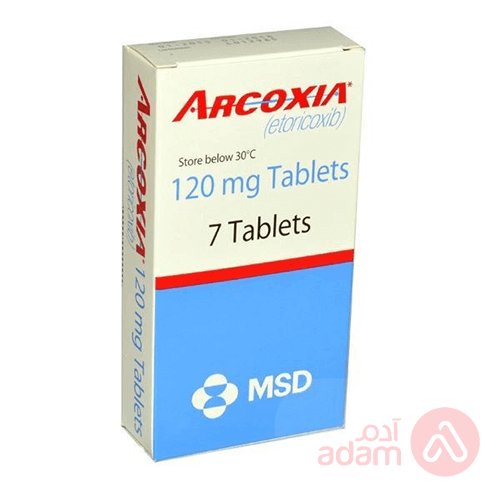 ARCOXIA®
(etoricoxib)
Store below 30°C
120 mg Tablets
7 Tablets
MSD
ARCOXIA® 120 mg Tablets
(etoricoxib)
آدم
adam